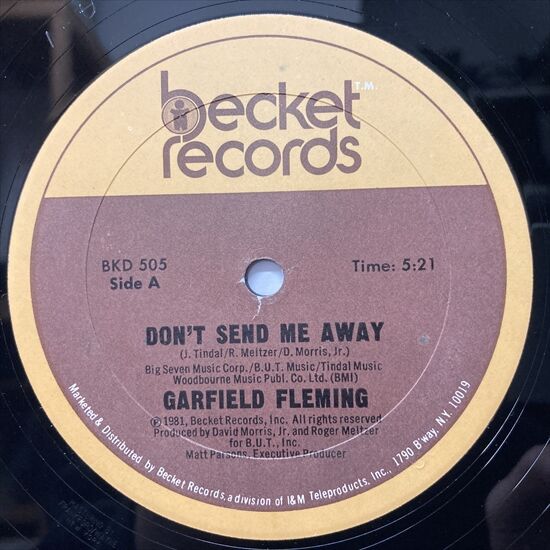 becket T.M.
records
BKD 505
Side A
Time: 5:21
DON'T SEND ME AWAY
(J. Tindal/R. Meltzer/D. Morris, Jr.)
Big Seven Music Corp./B.U.T. Music/Tindal Music
Woodbourne Music Publ. Co. Ltd. (BMI)
GARFIELD FLEMING
℗ 1981, Becket Records, Inc. All rights reserved
Produced by David Morris, Jr. and Roger Meltzer
for B.U.T., Inc.
Matt Parsons, Executive Producer
Marketed & Distributed by Becket Records, a division of I&M Teleproducts, Inc., 1790 B'way, NY. 10019